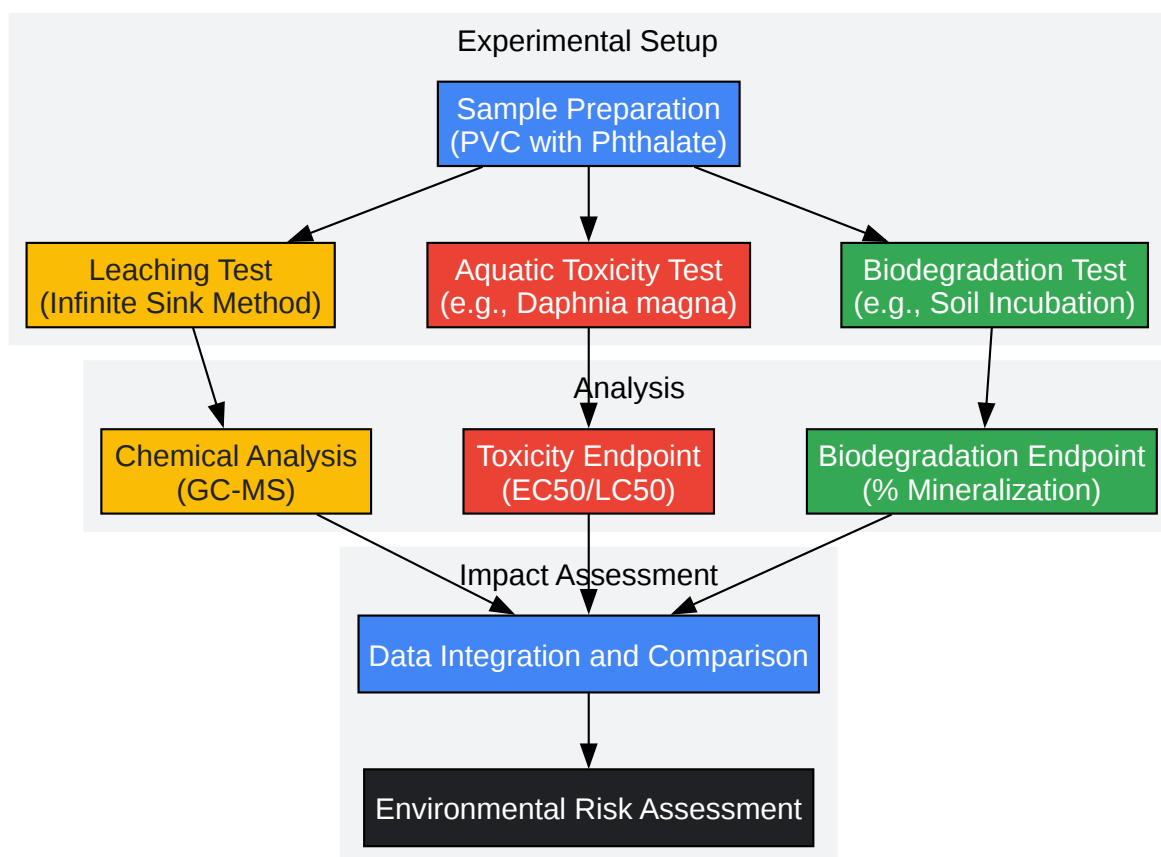 Experimental Setup
Sample Preparation
(PVC with Phthalate)
Leaching Test
(Infinite Sink Method)
Aquatic Toxicity Test
(e.g., Daphnia magna)
Biodegradation Test
(e.g., Soil Incubation)
Analysis
Chemical Analysis
(GC-MS)
Toxicity Endpoint
(EC50/LC50)
Biodegradation Endpoint
(% Mineralization)
Impact Assessment
Data Integration and Comparison
Environmental Risk Assessment